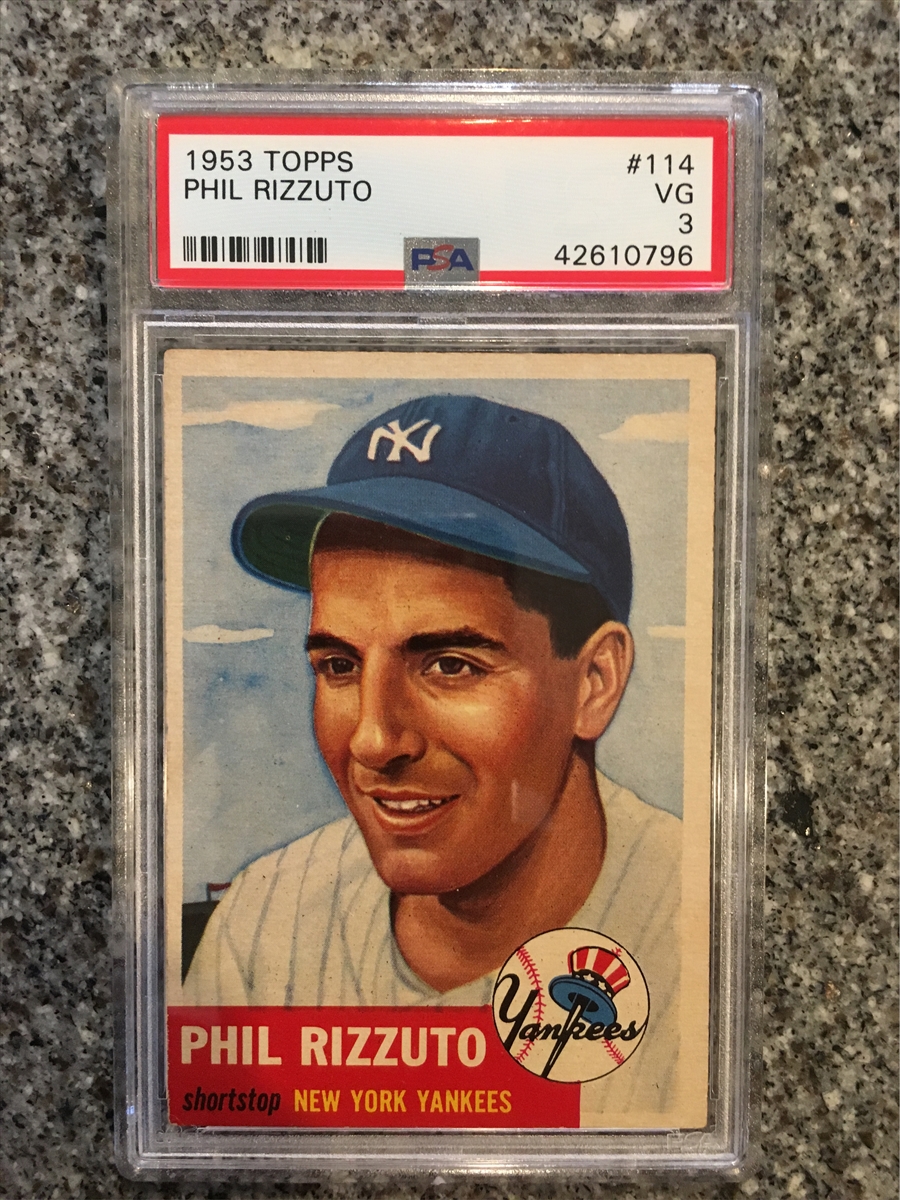 1953 TOPPS #114
PHIL RIZZUTO VG
3
PSA 42610796
NY
Yankees
PHIL RIZZUTO
shortstop NEW YORK YANKEES